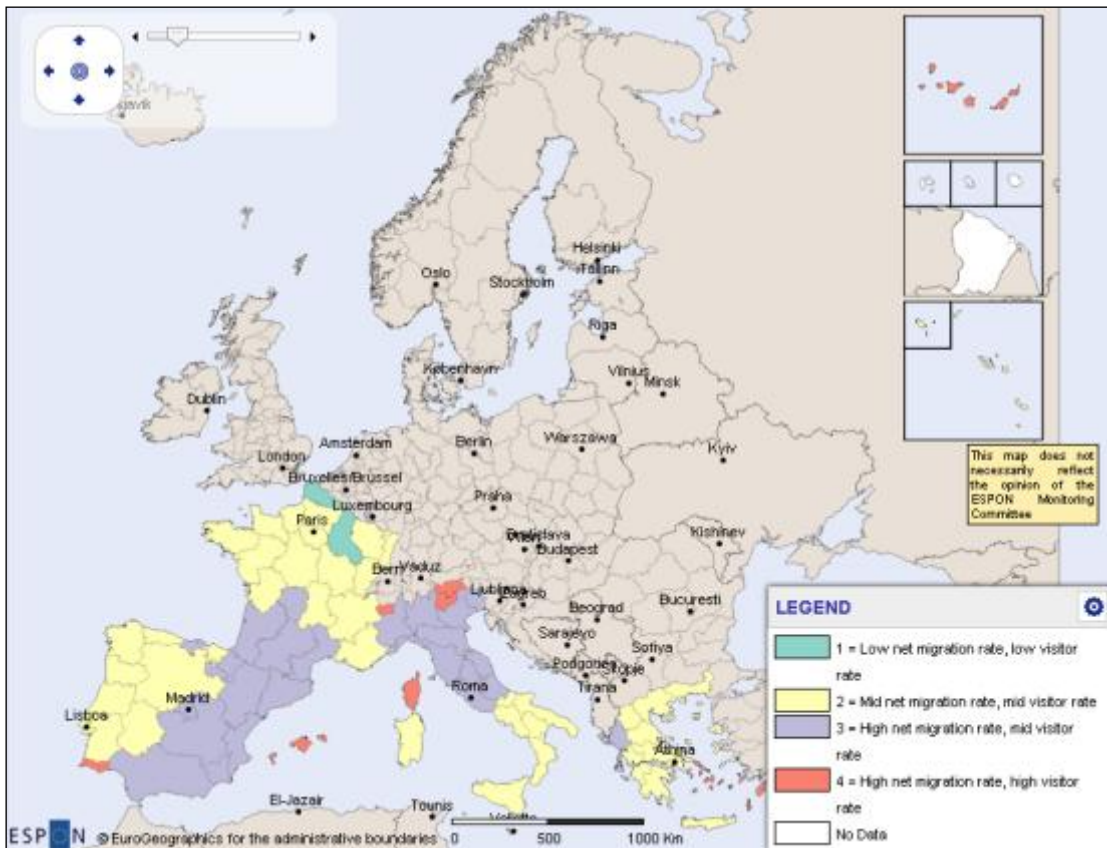 javik
Helsinki
Tallinn
Oslo
Stockholm
Riga
København
Vilnius
Minsk
Dublin
Amsterdam
Berlin
Warszawa
London
Kyiv
Bruxelles/Brüssel
Luxembourg
Praha
Paris
Kishinev
Bratislava
Budapest
Bern
Vaduz
Ljubljana
Zagreb
Beograd
Bucuresti
Sarajevo
Sofiya
Podgorica
Skopje
Roma
Tirana
Madrid
Lisboa
Athina
El-Jazair
Tounis
Valletta
This map does not
necessarily reflect
the opinion of the
ESPON Monitoring
Committee
LEGEND
1 = Low net migration rate, low visitor
rate
2 = Mid net migration rate, mid visitor rate
3 = High net migration rate, mid visitor
rate
4 = High net migration rate, high visitor
rate
No Data
ESPON
© EuroGeographics for the administrative boundaries
0 500 1000 Km